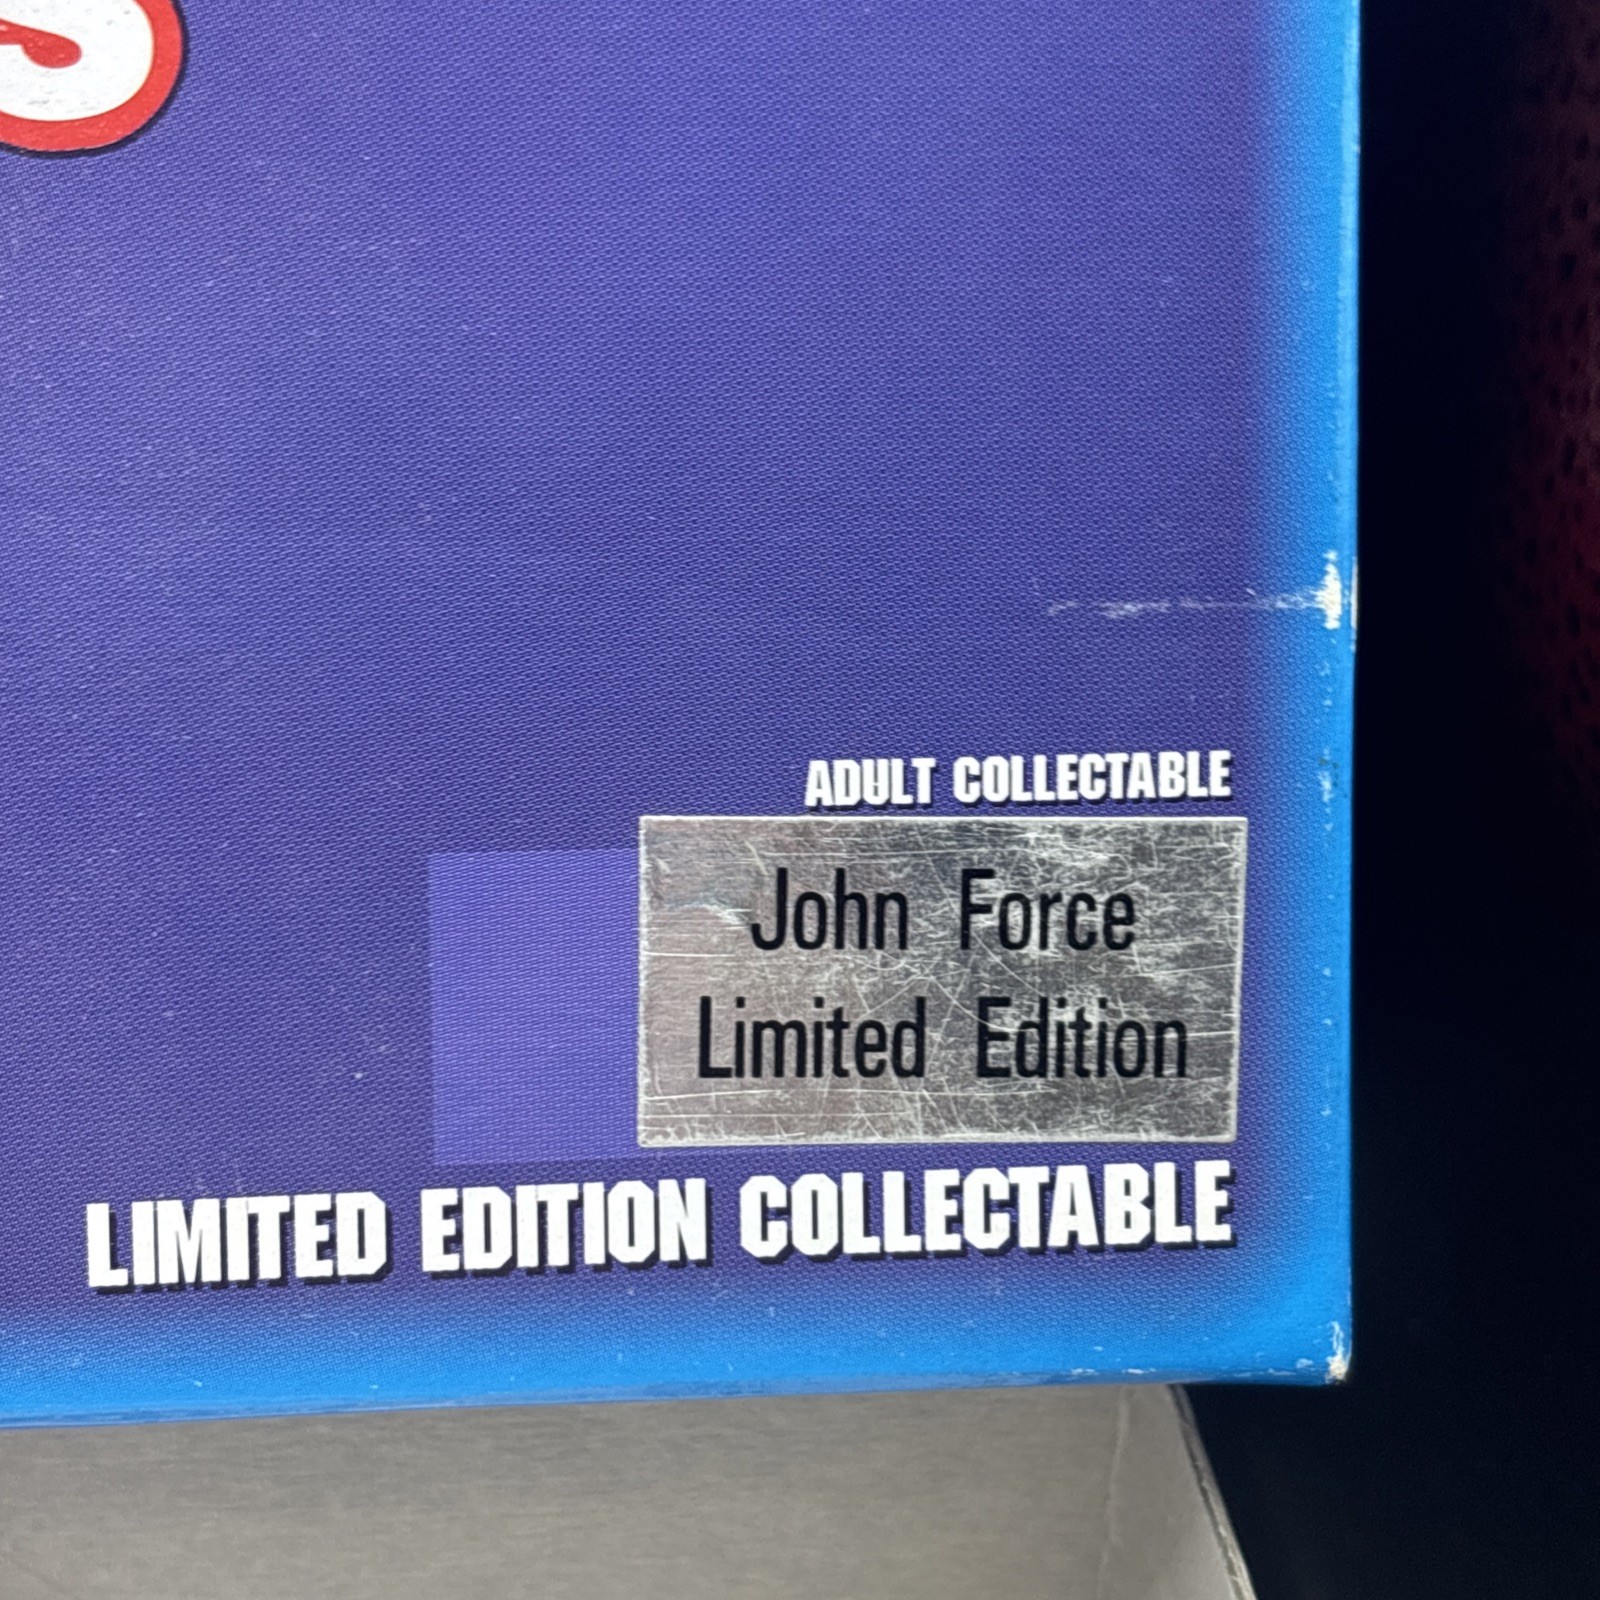 S
ADULT COLLECTABLE
John Force
Limited Edition
LIMITED EDITION COLLECTABLE